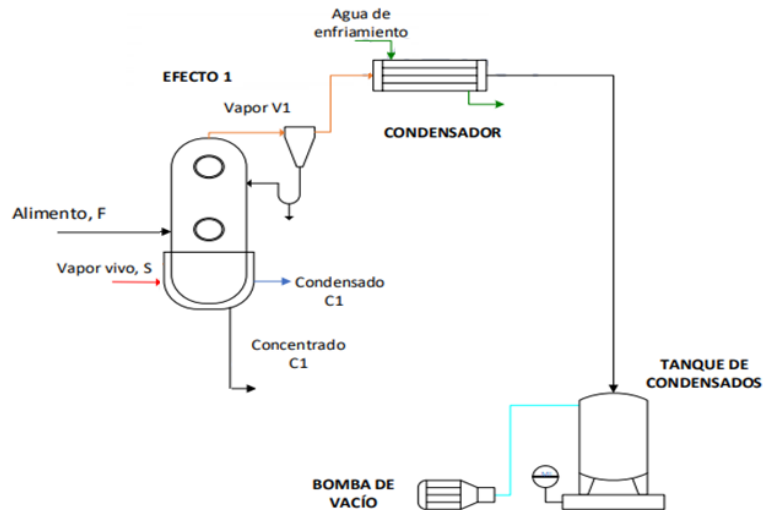 Agua de
enfriamiento
EFECTO 1
Vapor V1
CONDENSADOR
Alimento, F
Vapor vivo, S
Condensado
C1
Concentrado
C1
TANQUE DE
CONDENSADOS
BOMBA DE
VACÍO